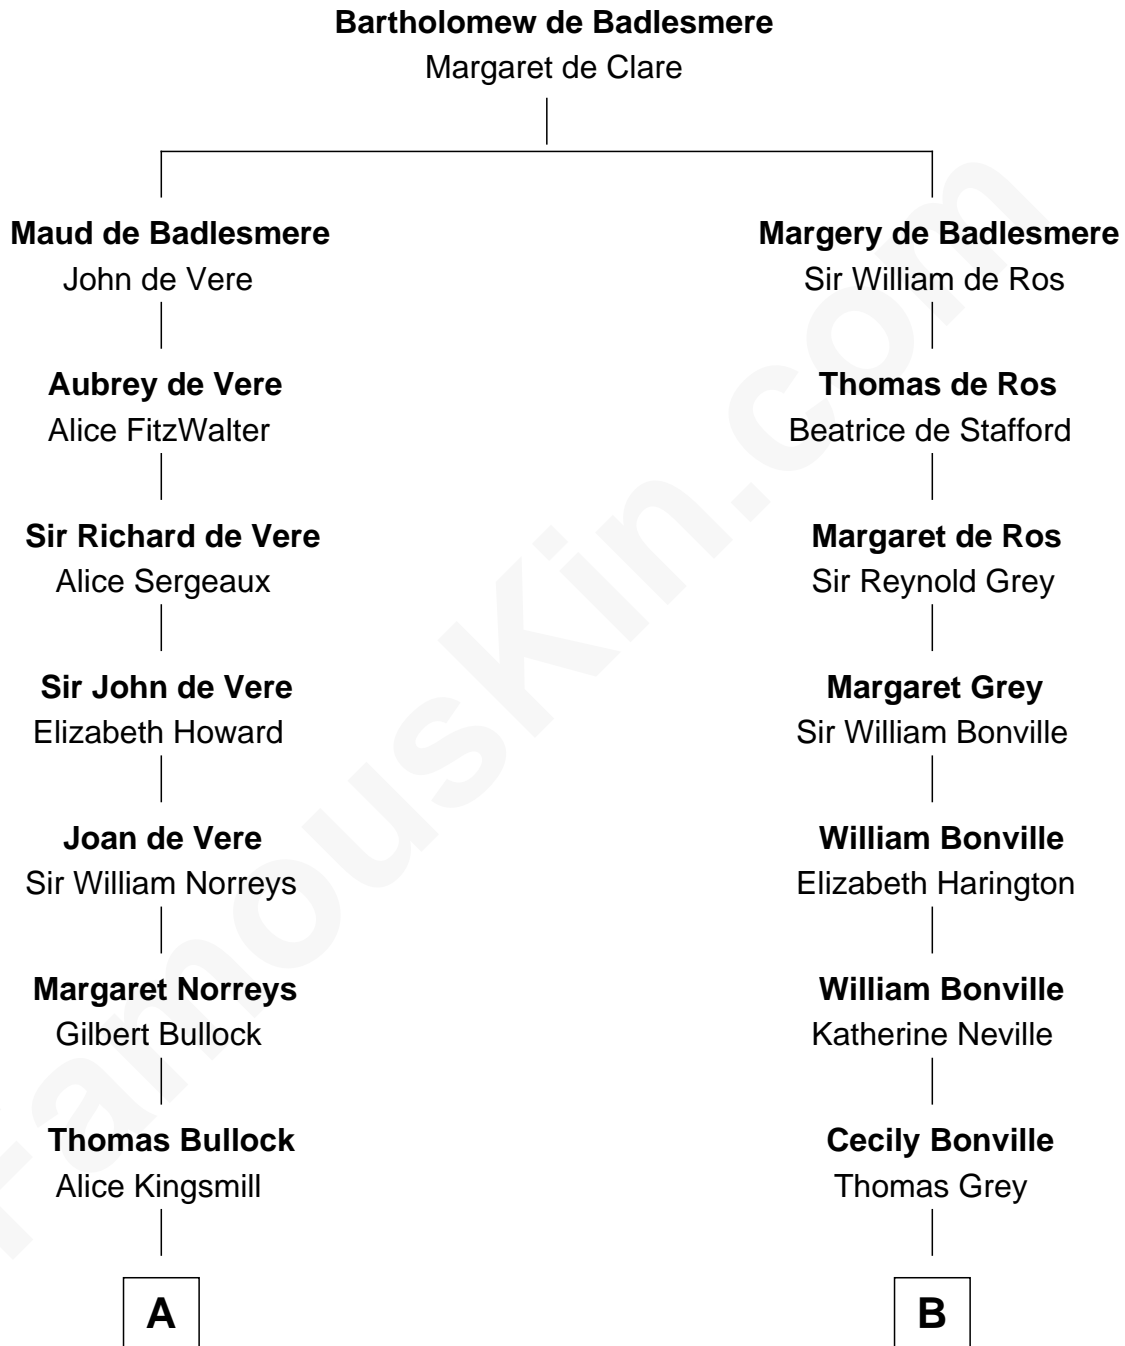 Bartholomew de Badlesmere
Margaret de Clare
Maud de Badlesmere
John de Vere
Margery de Badlesmere
Sir William de Ros
Aubrey de Vere
Alice FitzWalter
Thomas de Ros
Beatrice de Stafford
Sir Richard de Vere
Alice Sergeaux
Margaret de Ros
Sir Reynold Grey
Sir John de Vere
Elizabeth Howard
Margaret Grey
Sir William Bonville
Joan de Vere
Sir William Norreys
William Bonville
Elizabeth Harington
Margaret Norreys
Gilbert Bullock
William Bonville
Katherine Neville
Thomas Bullock
Alice Kingsmill
Cecily Bonville
Thomas Grey
A
B
FamousKin.com